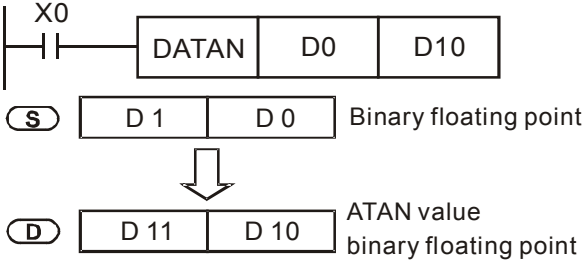 X0
DATAN D0 D10
S D 1 D 0 Binary floating point
D D 11 D 10 ATAN value
binary floating point